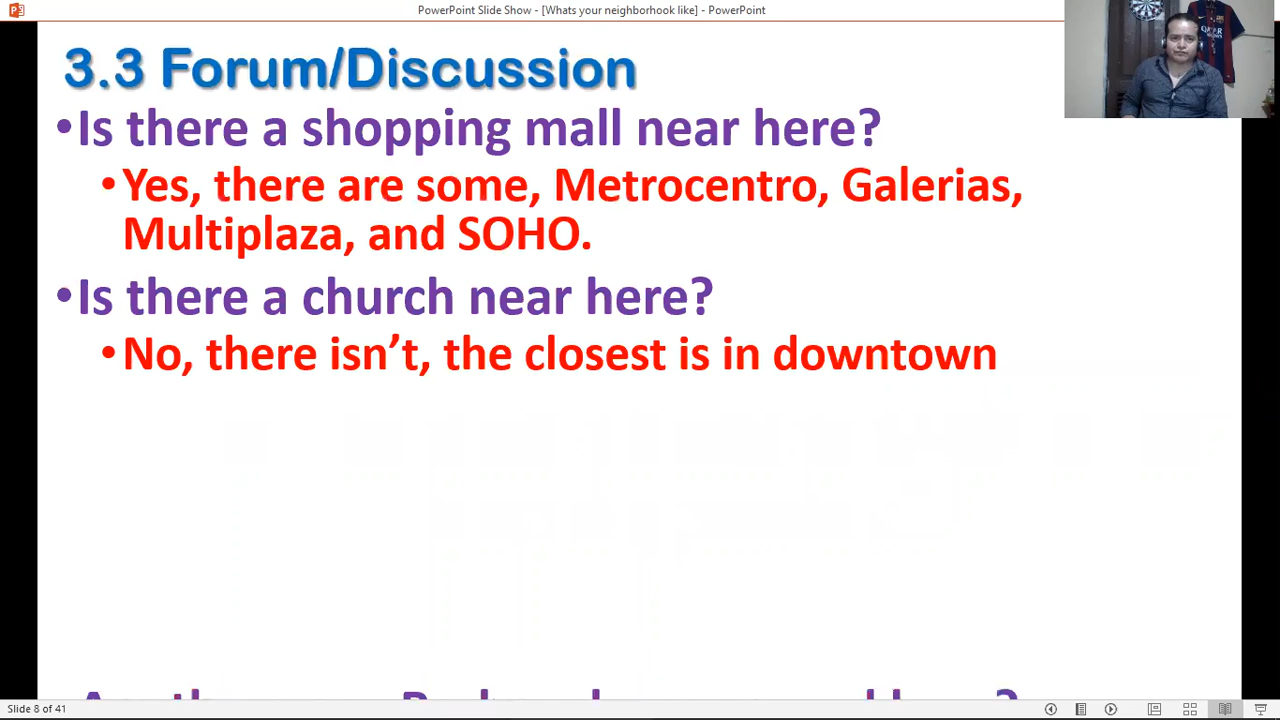 PowerPoint Slide Show - [Whats your neighborhook like] - PowerPoint
3.3 Forum/Discussion
•Is there a shopping mall near here?
•Yes, there are some, Metrocentro, Galerias,
Multiplaza, and SOHO.
•Is there a church near here?
•No, there isn’t, the closest is in downtown
Slide 8 of 41